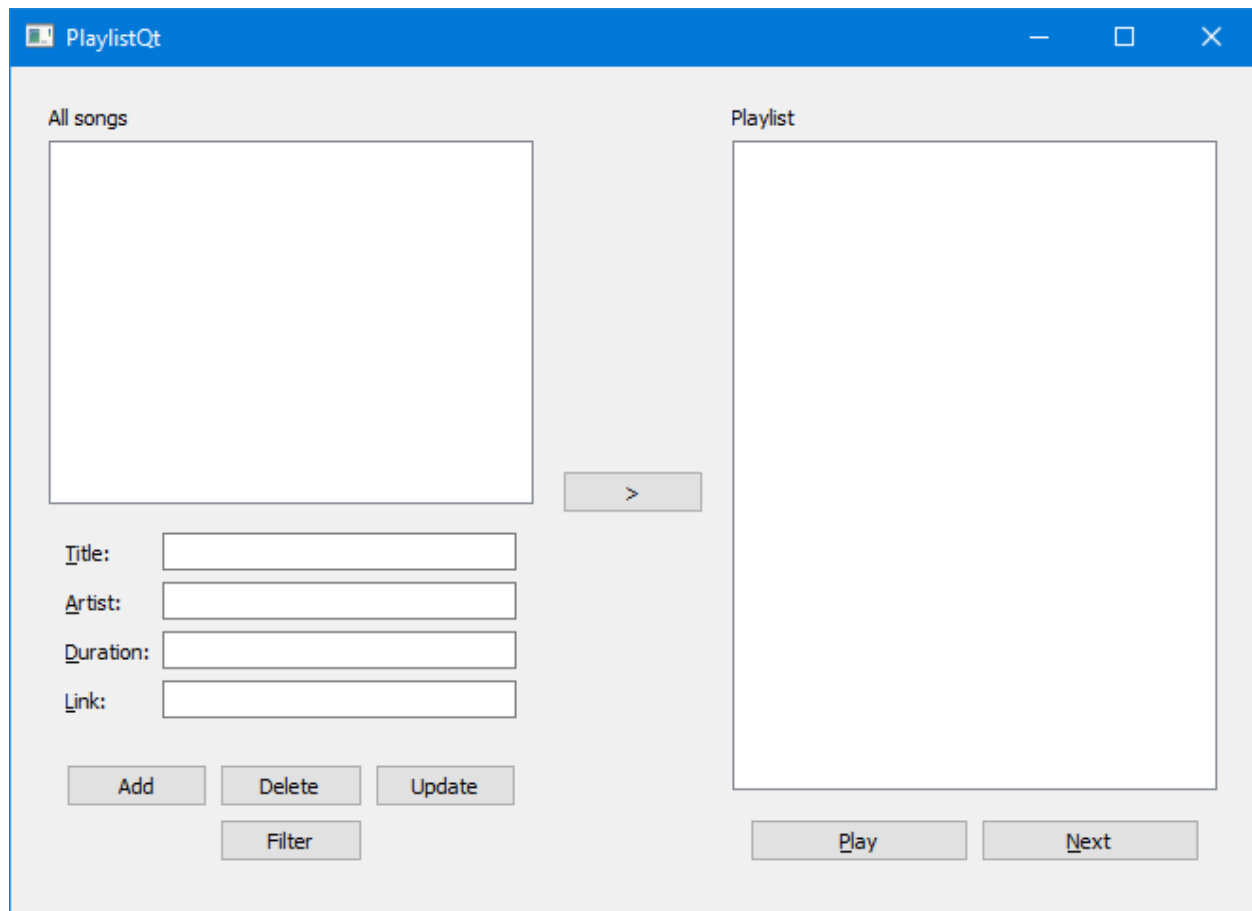 PlaylistQt
All songs
Playlist
>
Title:
Artist:
Duration:
Link:
Add Delete Update
Filter
Play Next